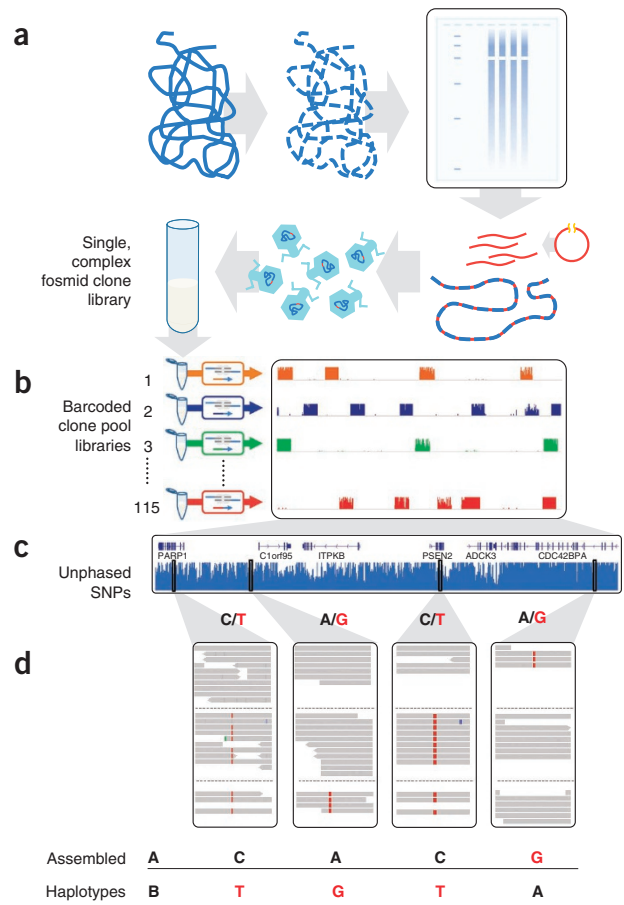 a
Single,
complex
fosmid clone
library
b
1
2
3
115
Barcoded
clone pool
libraries
c
PARP1 C1orf95 ITPKB PSEN2 ADCK3 CDC42BPA
Unphased
SNPs
C/T A/G C/T A/G
d
Assembled A C A C G
Haplotypes B T G T A